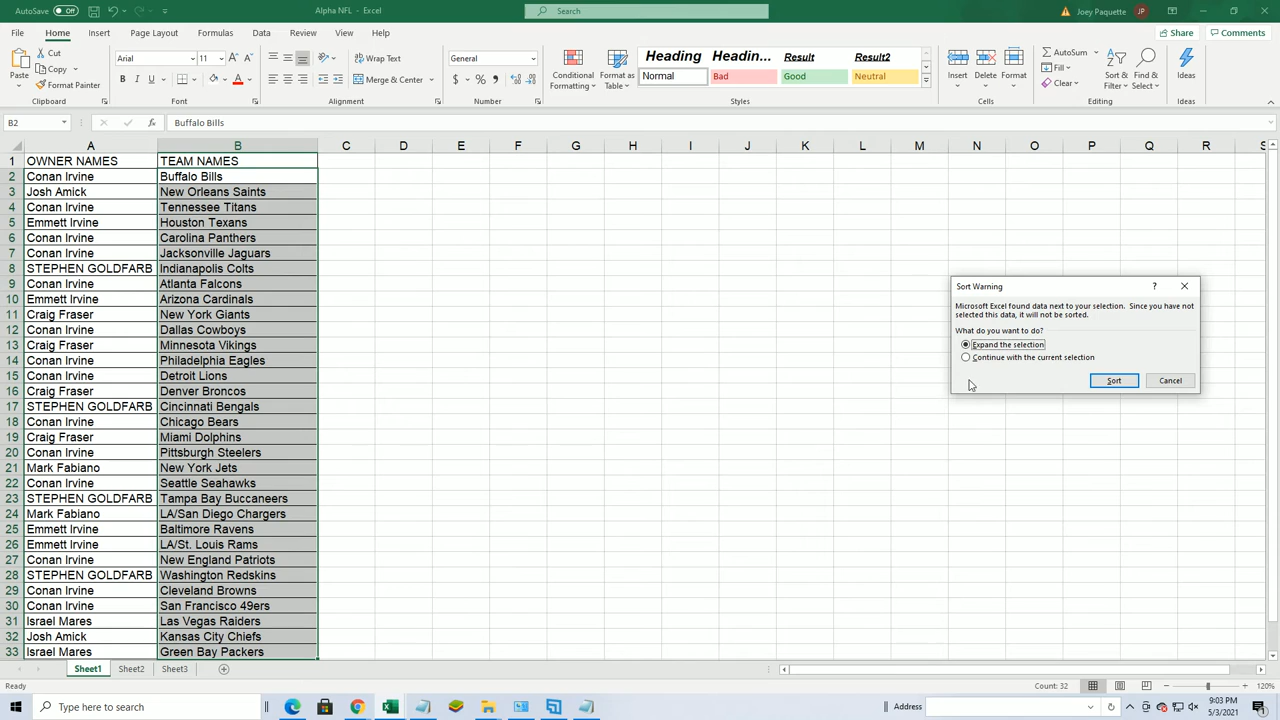 AutoSave Off Alpha NFL - Excel Search Joey Paquette JP
File Home Insert Page Layout Formulas Data Review View Help Share Comments
Paste Cut Copy Format Painter Clipboard
Arial 11 B I U A Font
Wrap Text Merge & Center Alignment
General $ % , Number
Conditional Formatting Format as Table Heading Headin... Result Result2 Normal Bad Good Neutral Styles
Insert Delete Format Cells
AutoSum Fill Clear Sort & Filter Find & Select Editing Ideas Ideas
B2 fx Buffalo Bills
A B C D E F G H I J K L M N O P Q R S
1 OWNER NAMES TEAM NAMES
2 Conan Irvine Buffalo Bills
3 Josh Amick New Orleans Saints
4 Conan Irvine Tennessee Titans
5 Emmett Irvine Houston Texans
6 Conan Irvine Carolina Panthers
7 Conan Irvine Jacksonville Jaguars
8 STEPHEN GOLDFARB Indianapolis Colts
9 Conan Irvine Atlanta Falcons
10 Emmett Irvine Arizona Cardinals
11 Craig Fraser New York Giants
12 Conan Irvine Dallas Cowboys
13 Craig Fraser Minnesota Vikings
14 Conan Irvine Philadelphia Eagles
15 Conan Irvine Detroit Lions
16 Craig Fraser Denver Broncos
17 STEPHEN GOLDFARB Cincinnati Bengals
18 Conan Irvine Chicago Bears
19 Craig Fraser Miami Dolphins
20 Conan Irvine Pittsburgh Steelers
21 Mark Fabiano New York Jets
22 Conan Irvine Seattle Seahawks
23 STEPHEN GOLDFARB Tampa Bay Buccaneers
24 Mark Fabiano LA/San Diego Chargers
25 Emmett Irvine Baltimore Ravens
26 Emmett Irvine LA/St. Louis Rams
27 Conan Irvine New England Patriots
28 STEPHEN GOLDFARB Washington Redskins
29 Conan Irvine Cleveland Browns
30 Conan Irvine San Francisco 49ers
31 Israel Mares Las Vegas Raiders
32 Josh Amick Kansas City Chiefs
33 Israel Mares Green Bay Packers
Sort Warning ?
Microsoft Excel found data next to your selection. Since you have not
selected this data, it will not be sorted.
What do you want to do?
Expand the selection
Continue with the current selection
Sort Cancel
Sheet1 Sheet2 Sheet3
Ready Count: 32 120%
Type here to search Address 9:03 PM
5/3/2021